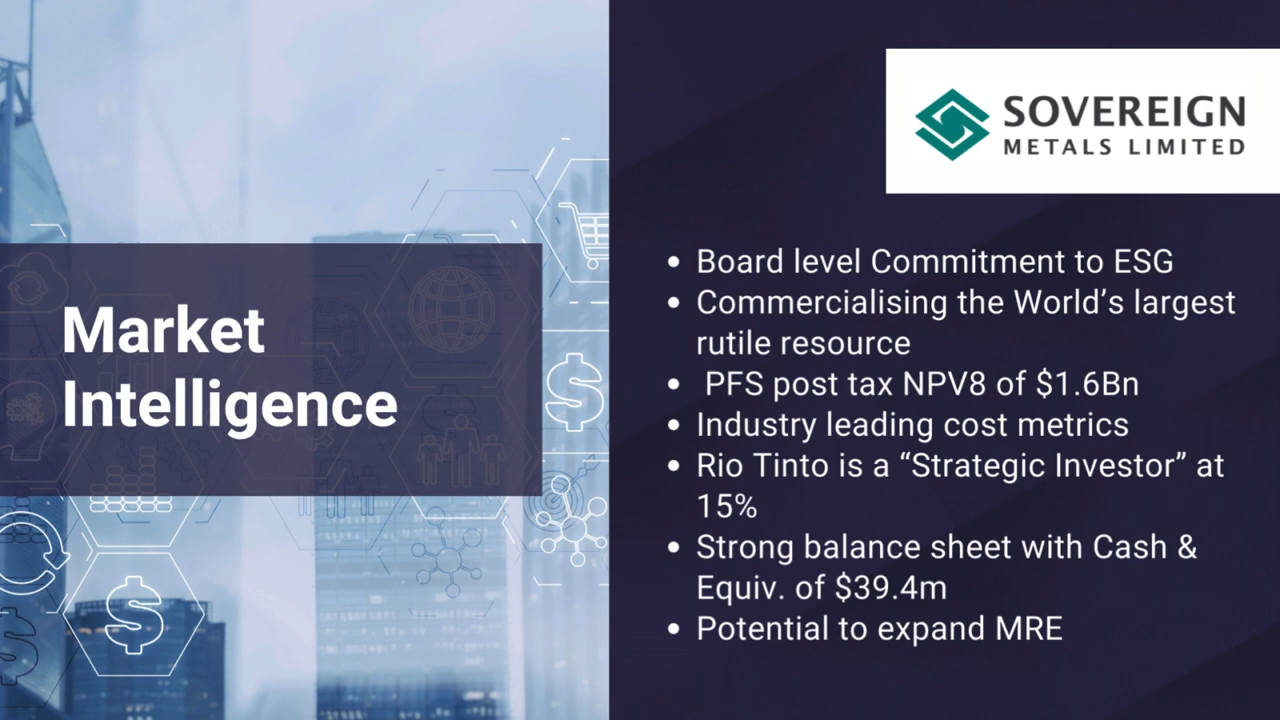 Market
Intelligence
SOVEREIGN
METALS LIMITED
• Board level Commitment to ESG
• Commercialising the World’s largest
rutile resource
• PFS post tax NPV8 of $1.6Bn
• Industry leading cost metrics
• Rio Tinto is a “Strategic Investor” at
15%
• Strong balance sheet with Cash &
Equiv. of $39.4m
• Potential to expand MRE